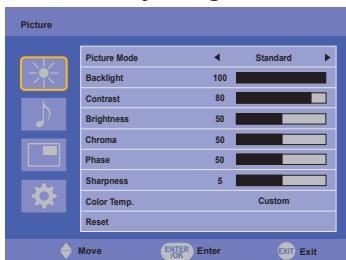 Picture
Picture Mode Standard
Backlight 100
Contrast 80
Brightness 50
Chroma 50
Phase 50
Sharpness 5
Color Temp. Custom
Reset
Move ENTER /OK Enter EXIT Exit